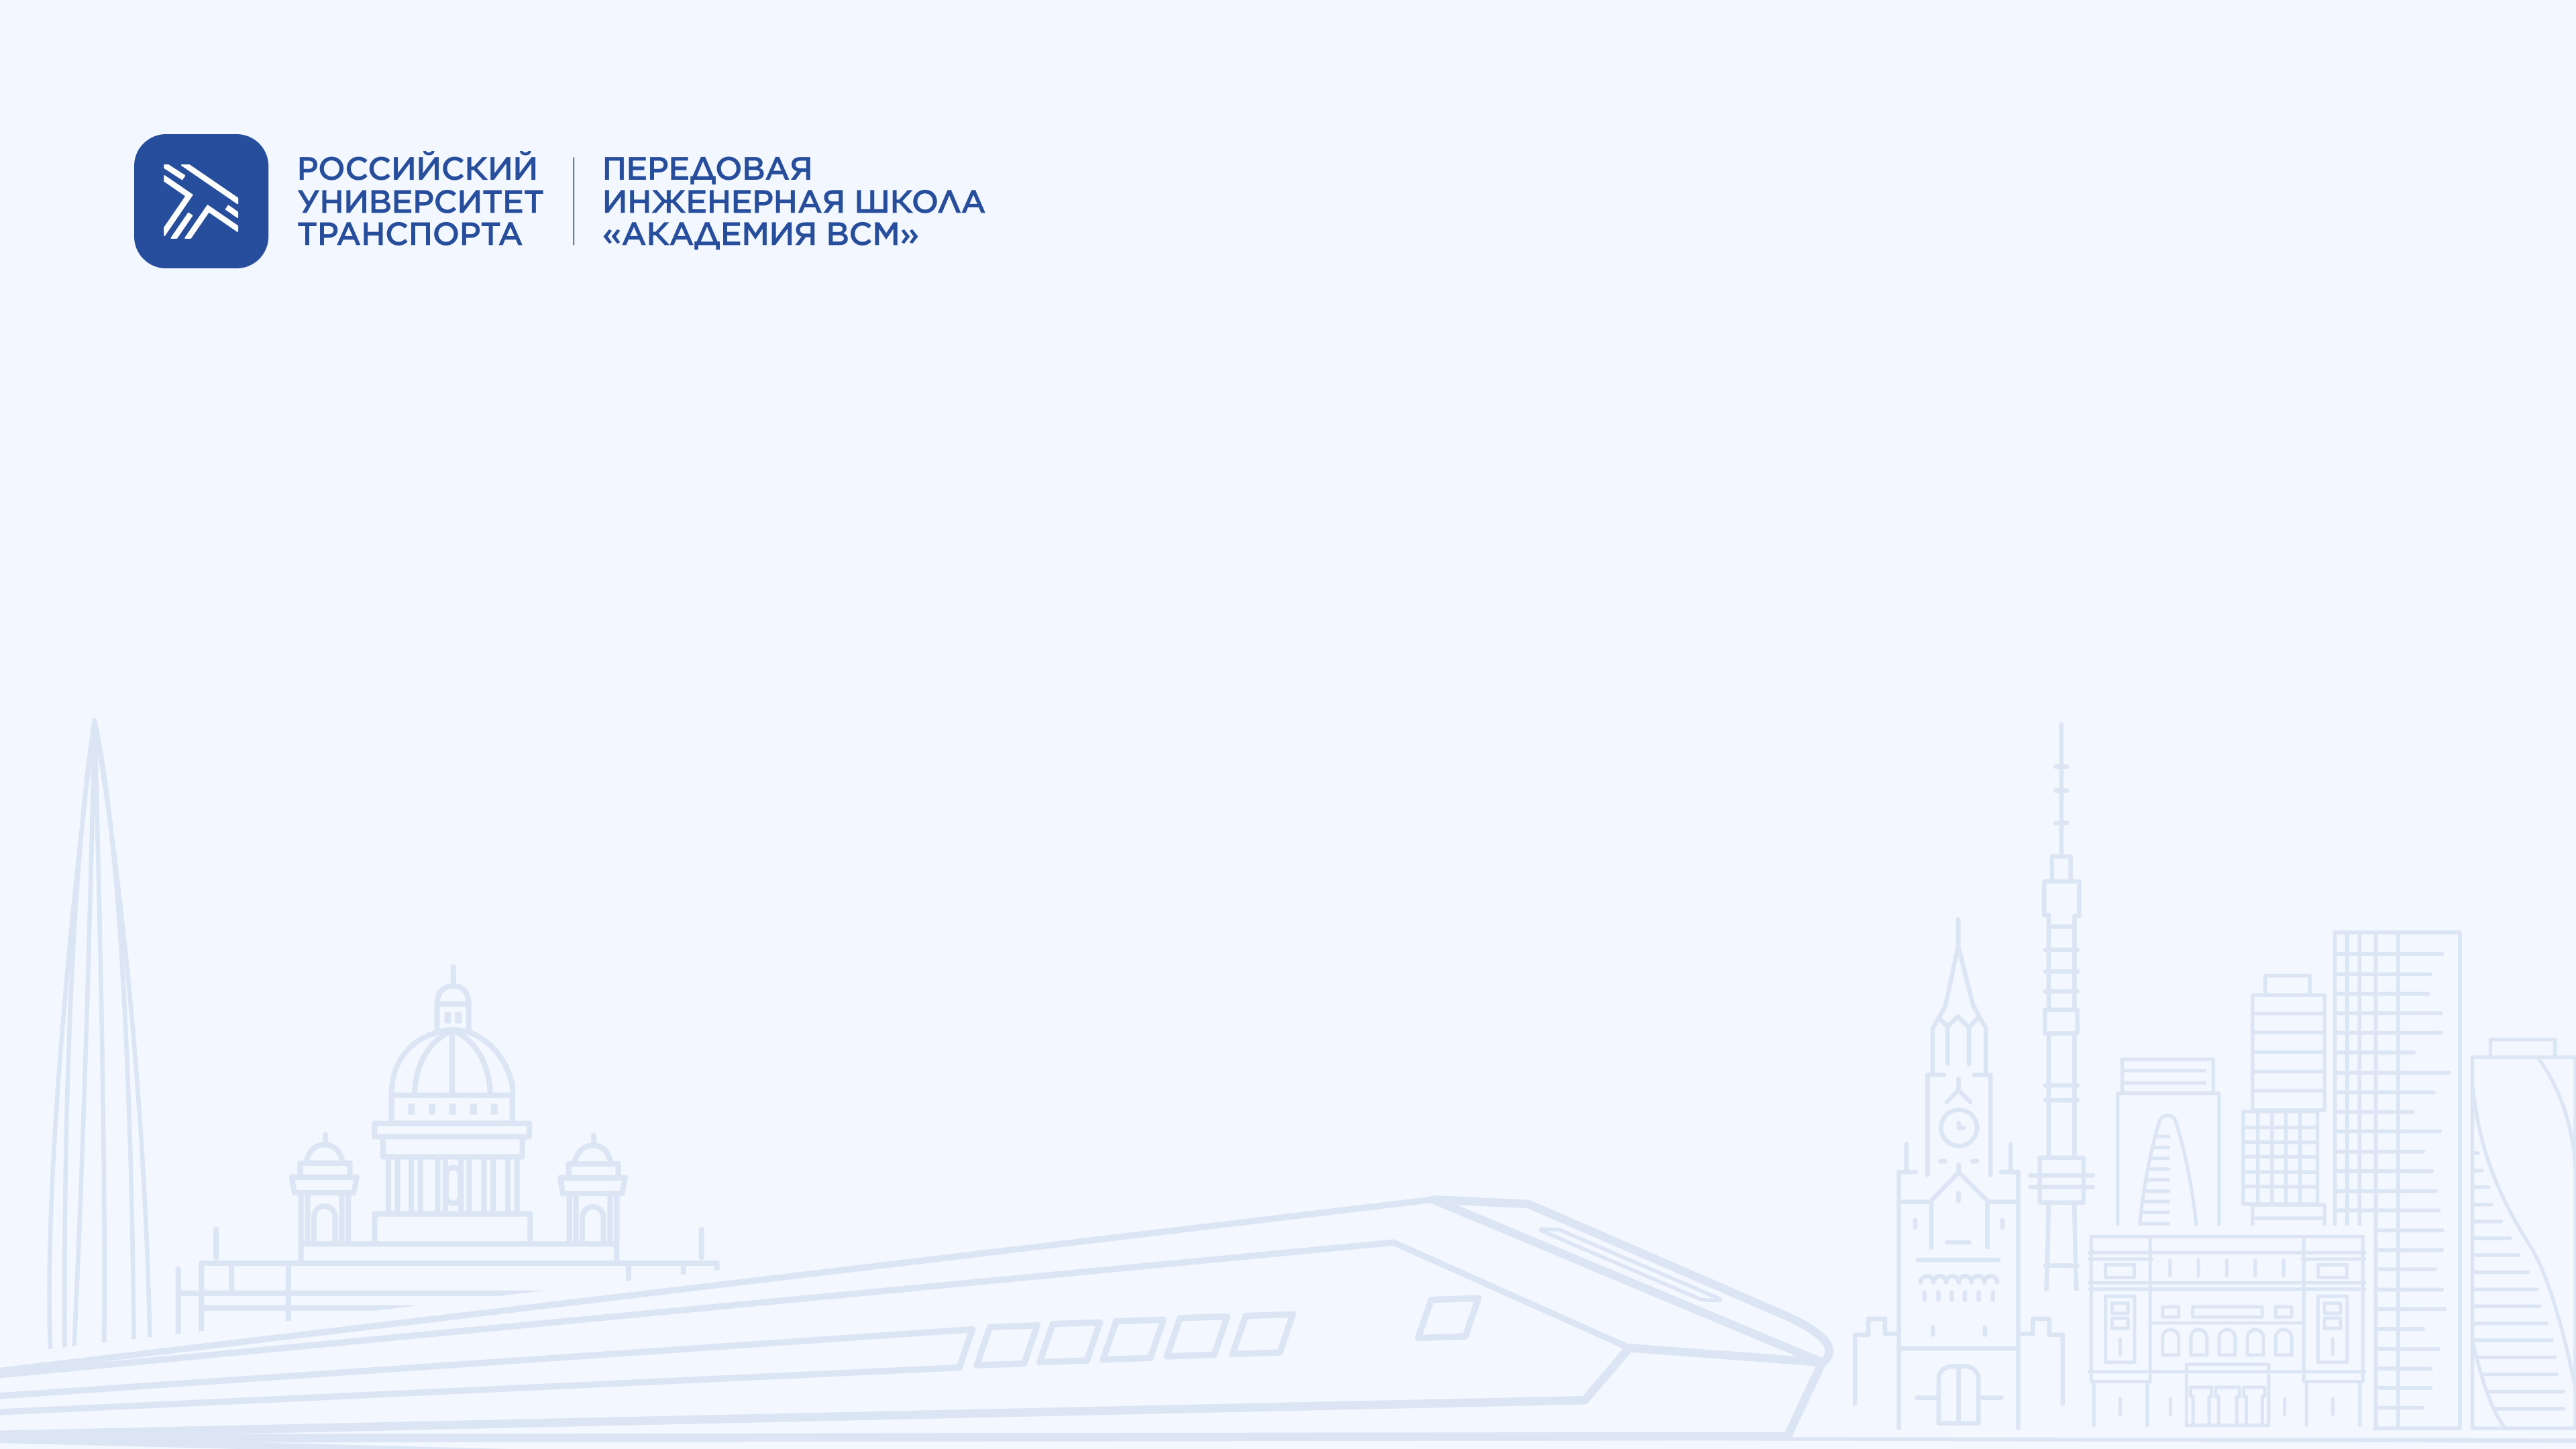 РОССИЙСКИЙ
УНИВЕРСИТЕТ
ТРАНСПОРТА
ПЕРЕДОВАЯ
ИНЖЕНЕРНАЯ ШКОЛА
«АКАДЕМИЯ ВСМ»